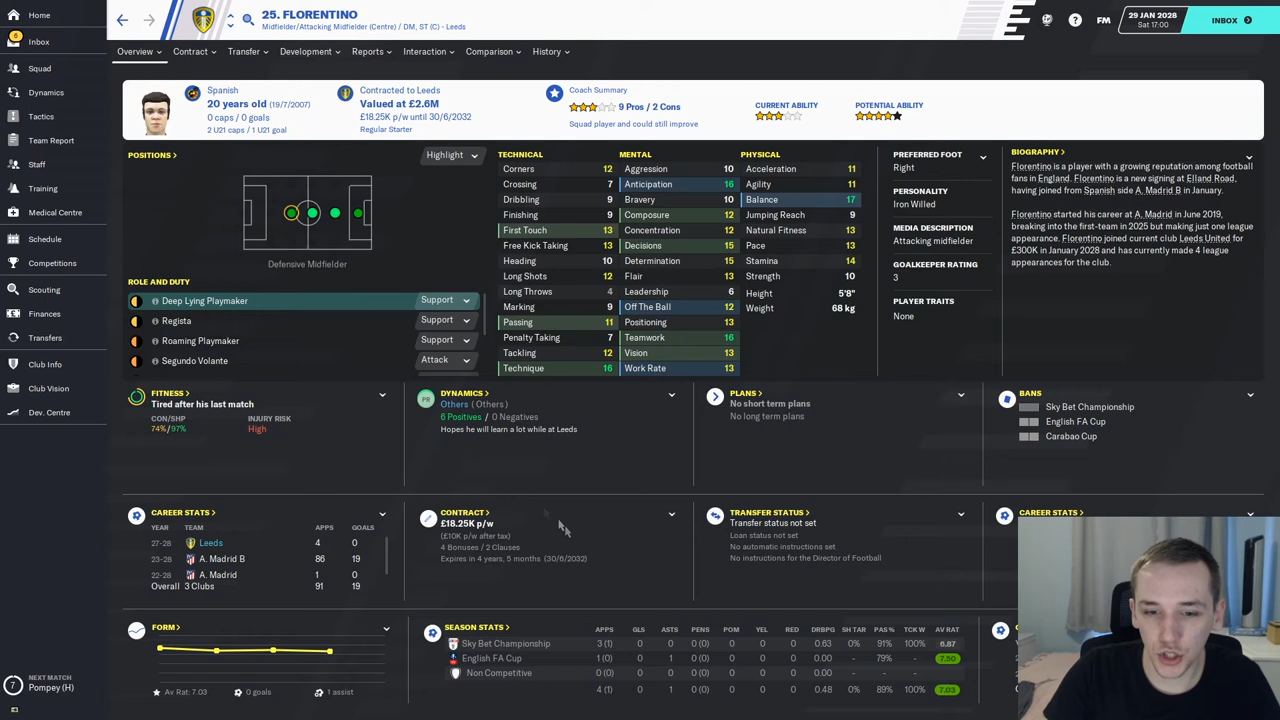 Home
6
Inbox
Squad
Dynamics
Tactics
Team Report
Staff
Training
Medical Centre
Schedule
Competitions
Scouting
Finances
Transfers
Club Info
Club Vision
Dev. Centre
7
NEXT MATCH
Pompey (H)
25. FLORENTINO
Midfielder/Attacking Midfielder (Centre) / DM, ST (C) - Leeds
FM
29 JAN 2028
Sat 17:00
INBOX
Overview
Contract
Transfer
Development
Reports
Interaction
Comparison
History
Spanish
20 years old (19/7/2007)
0 caps / 0 goals
2 U21 caps / 1 U21 goal
Contracted to Leeds
Valued at £2.6M
£18.25K p/w until 30/6/2032
Regular Starter
Coach Summary
9 Pros / 2 Cons
Squad player and could still improve
CURRENT ABILITY
POTENTIAL ABILITY
POSITIONS
Highlight
Defensive Midfielder
ROLE AND DUTY
Deep Lying Playmaker Support
Regista Support
Roaming Playmaker Support
Segundo Volante Attack
TECHNICAL
Corners 12
Crossing 7
Dribbling 9
Finishing 9
First Touch 13
Free Kick Taking 13
Heading 10
Long Shots 12
Long Throws 4
Marking 9
Passing 11
Penalty Taking 7
Tackling 12
Technique 16
MENTAL
Aggression 10
Anticipation 16
Bravery 10
Composure 12
Concentration 12
Decisions 15
Determination 15
Flair 13
Leadership 6
Off The Ball 12
Positioning 13
Teamwork 16
Vision 13
Work Rate 13
PHYSICAL
Acceleration 11
Agility 11
Balance 17
Jumping Reach 9
Natural Fitness 13
Pace 13
Stamina 14
Strength 10
Height 5'8"
Weight 68 kg
PREFERRED FOOT
Right
PERSONALITY
Iron Willed
MEDIA DESCRIPTION
Attacking midfielder
GOALKEEPER RATING
3
PLAYER TRAITS
None
BIOGRAPHY
Florentino is a player with a growing reputation among football
fans in England. Florentino is a new signing at Elland Road,
having joined from Spanish side A. Madrid B in January.
Florentino started his career at A. Madrid in June 2019,
breaking into the first-team in 2025 but making just one league
appearance. Florentino joined current club Leeds United for
£300K in January 2028 and has currently made 4 league
appearances for the club.
FITNESS
Tired after his last match
CON/SHP INJURY RISK
74%/97% High
DYNAMICS
PR
Others (Others)
6 Positives / 0 Negatives
Hopes he will learn a lot while at Leeds
PLANS
No short term plans
No long term plans
BANS
Sky Bet Championship
English FA Cup
Carabao Cup
CAREER STATS
YEAR TEAM APPS GOALS
27-28 Leeds 4 0
23-28 A. Madrid B 86 19
22-28 A. Madrid 1 0
Overall 3 Clubs 91 19
CONTRACT
£18.25K p/w
(£10K p/w after tax)
4 Bonuses / 2 Clauses
Expires in 4 years, 5 months (30/6/2032)
TRANSFER STATUS
Transfer status not set
Loan status not set
No automatic instructions set
No instructions for the Director of Football
CAREER STATS
FORM
Av Rat: 7.03
0 goals
1 assist
SEASON STATS APPS GLS ASTS PENS POM YEL RED DRBPG SH TAR PAS % TCK W AV RAT
Sky Bet Championship 3 (1) 0 0 0 (0) 0 0 0 0.63 0% 91% 100% 6.87
English FA Cup 1 (0) 0 1 0 (0) 0 0 0 0.00 - 79% - 7.50
Non Competitive 0 (0) 0 0 0 (0) 0 0 0 0.00 - - - -
4 (1) 0 1 0 (0) 0 0 0 0.48 0% 89% 100% 7.03